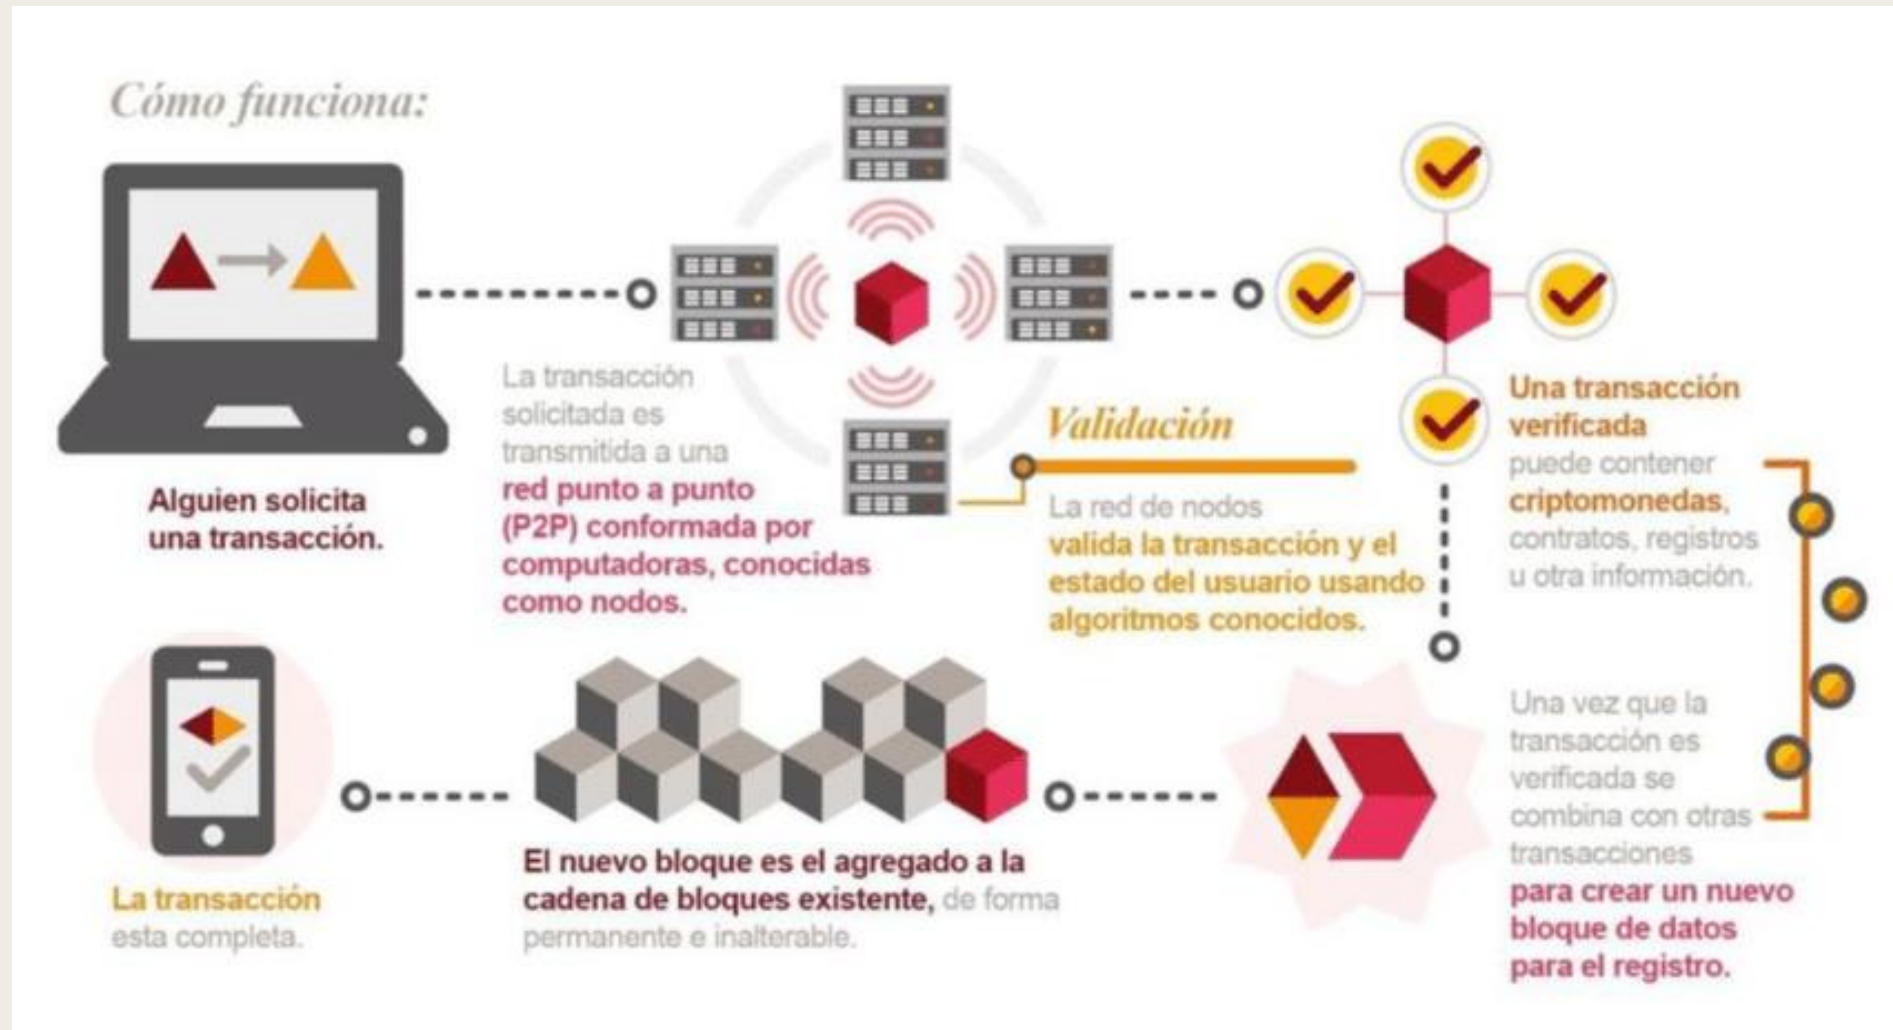 Cómo funciona:
Alguien solicita
una transacción.
La transacción
solicitada es
transmitida a una
red punto a punto
(P2P) conformada por
computadoras, conocidas
como nodos.
Validación
La red de nodos
valida la transacción y el
estado del usuario usando
algoritmos conocidos.
Una transacción
verificada
puede contener
criptomonedas,
contratos, registros
u otra información.
Una vez que la
transacción es
verificada se
combina con otras
transacciones
para crear un nuevo
bloque de datos
para el registro.
El nuevo bloque es el agregado a la
cadena de bloques existente, de forma
permanente e inalterable.
La transacción
esta completa.